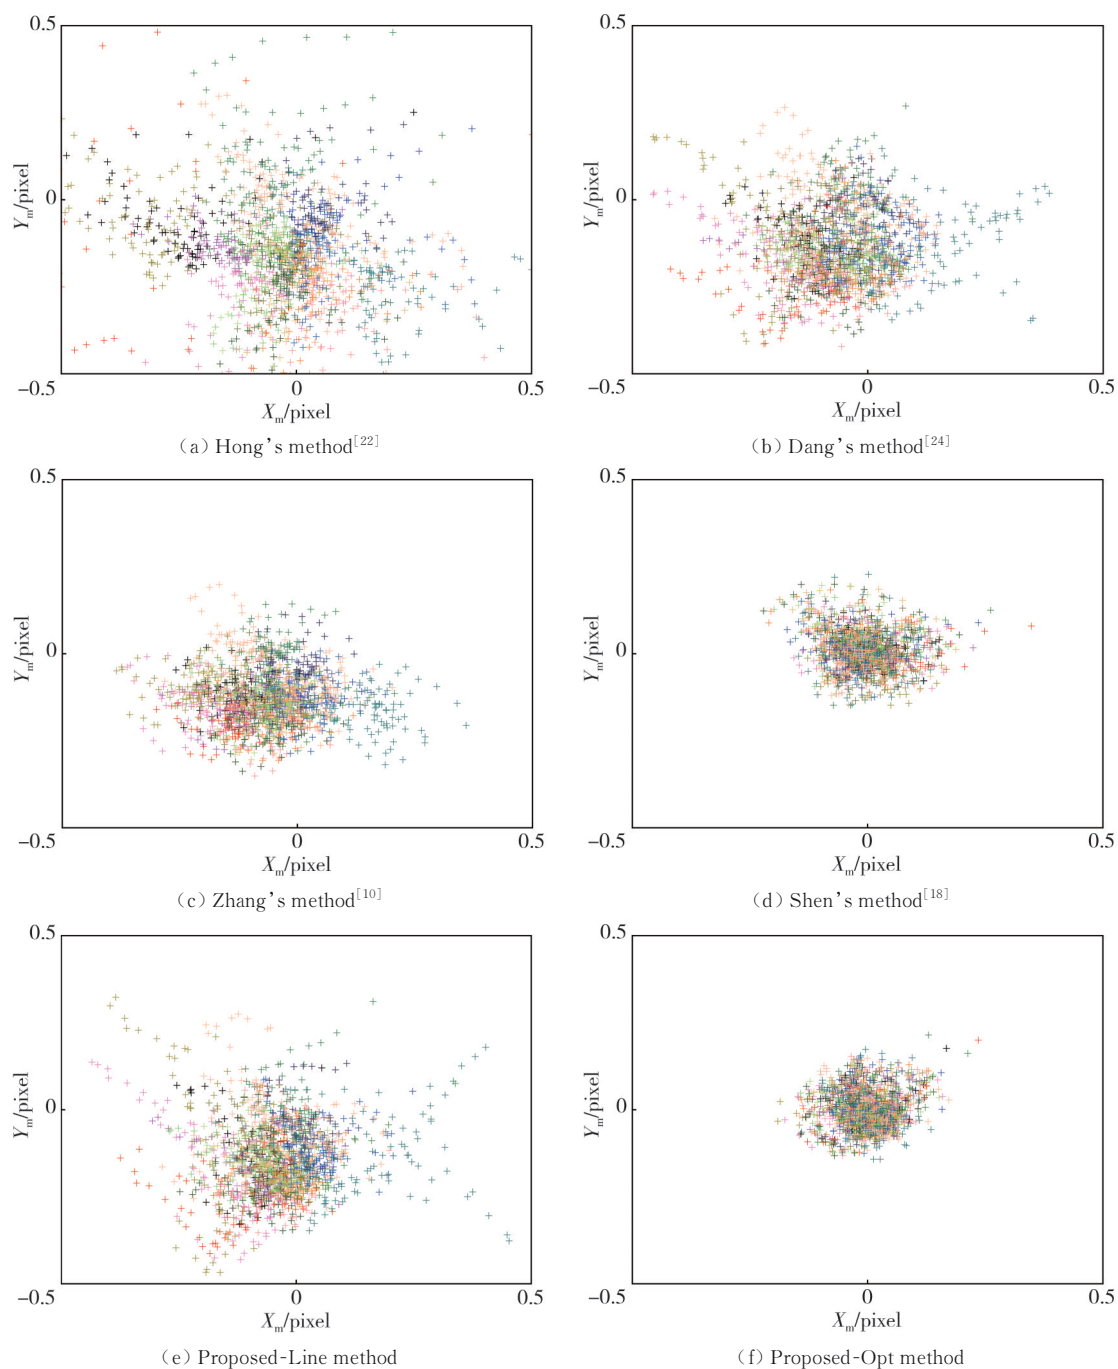 0.5
Yₘ/pixel
0
−0.5
0
0.5
Xₘ/pixel
(a) Hong’s method[22]
0.5
Yₘ/pixel
0
−0.5
0
0.5
Xₘ/pixel
(b) Dang’s method[24]
0.5
Yₘ/pixel
0
−0.5
0
0.5
Xₘ/pixel
(c) Zhang’s method[10]
0.5
Yₘ/pixel
0
−0.5
0
0.5
Xₘ/pixel
(d) Shen’s method[18]
0.5
Yₘ/pixel
0
−0.5
0
0.5
Xₘ/pixel
(e) Proposed-Line method
0.5
Yₘ/pixel
0
−0.5
0
0.5
Xₘ/pixel
(f) Proposed-Opt method